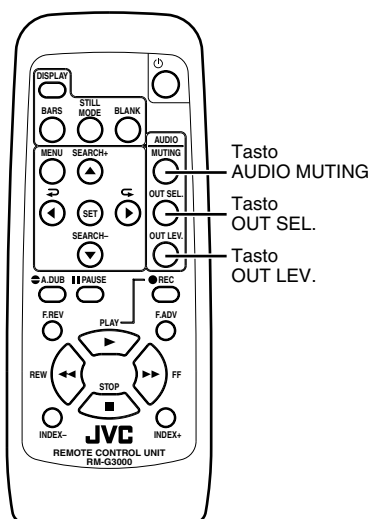 ⏻
DISPLAY
BARS
STILL
MODE
BLANK
AUDIO
MENU
SEARCH+
MUTING
Tasto
AUDIO MUTING
SET
OUT SEL.
Tasto
OUT SEL.
SEARCH–
OUT LEV.
Tasto
OUT LEV.
A.DUB
PAUSE
REC
F.REV
PLAY
F.ADV
REW
FF
STOP
INDEX–
JVC
INDEX+
REMOTE CONTROL UNIT
RM-G3000